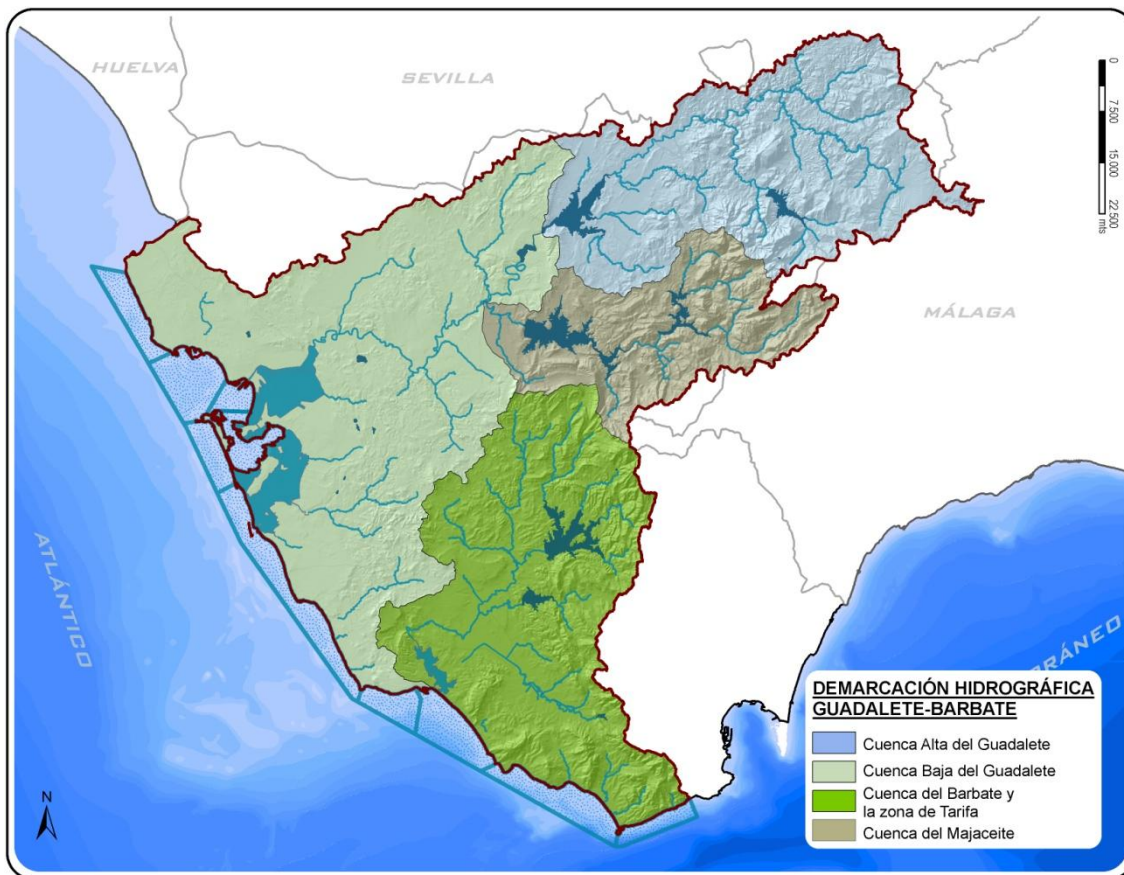 HUELVA
SEVILLA
MÁLAGA
ATLÁNTICO
RRÁNEO
0
7.500
15.000
22.500
mts
N
DEMARCACIÓN HIDROGRÁFICA
GUADALETE-BARBATE
Cuenca Alta del Guadalete
Cuenca Baja del Guadalete
Cuenca del Barbate y
la zona de Tarifa
Cuenca del Majaceite